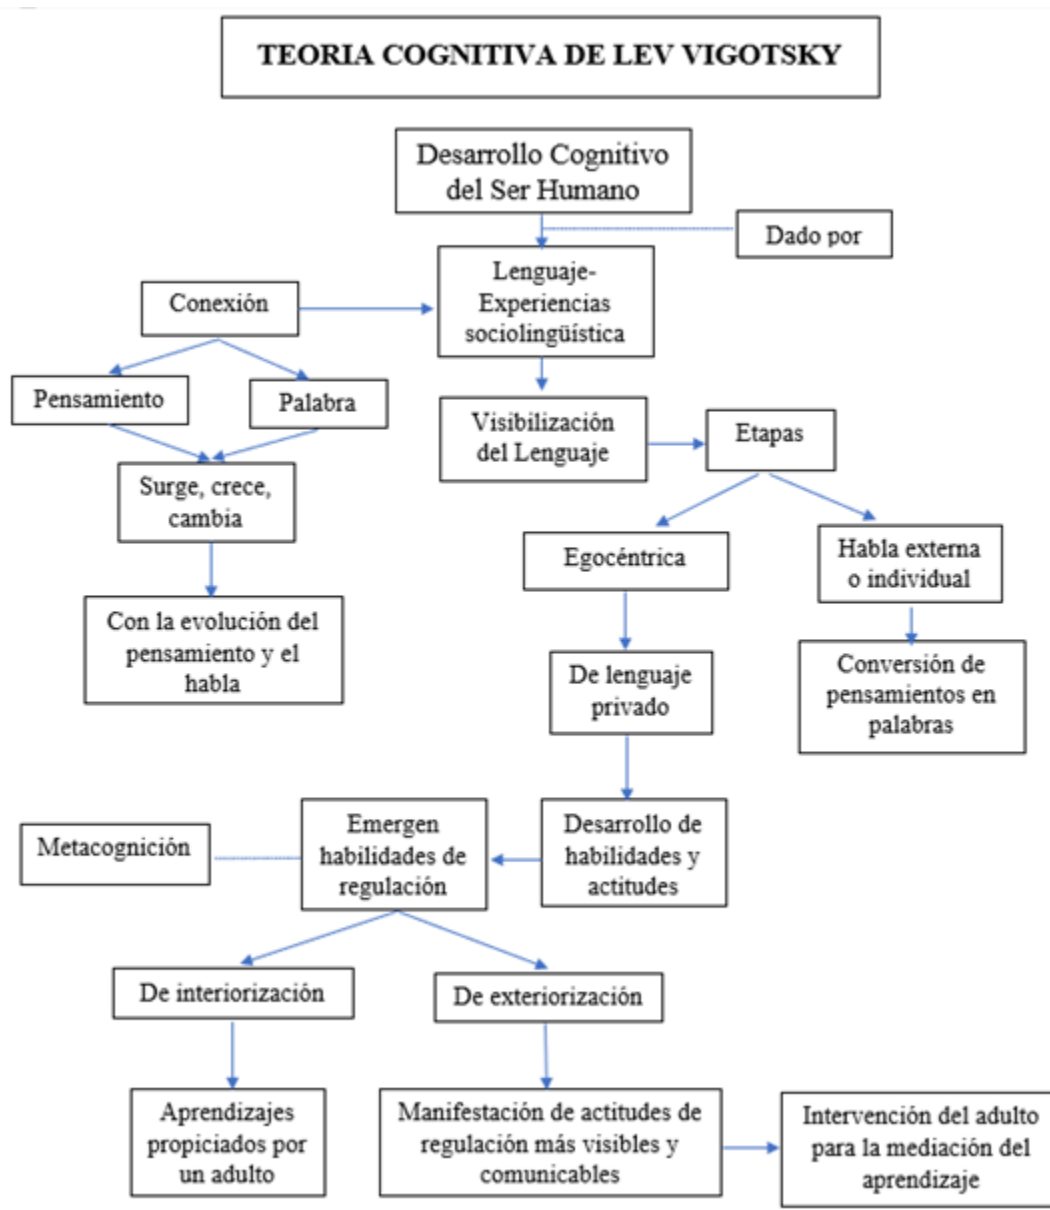 TEORIA COGNITIVA DE LEV VIGOTSKY
Desarrollo Cognitivo
del Ser Humano
Dado por
Lenguaje-
Experiencias
sociolingüística
Conexión
Pensamiento
Palabra
Surge, crece,
cambia
Con la evolución del
pensamiento y el
habla
Visibilización
del Lenguaje
Etapas
Egocéntrica
Habla externa
o individual
De lenguaje
privado
Conversión de
pensamientos en
palabras
Desarrollo de
habilidades y
actitudes
Emergen
habilidades de
regulación
Metacognición
De interiorización
De exteriorización
Aprendizajes
propiciados por
un adulto
Manifestación de actitudes de
regulación más visibles y
comunicables
Intervención del adulto
para la mediación del
aprendizaje